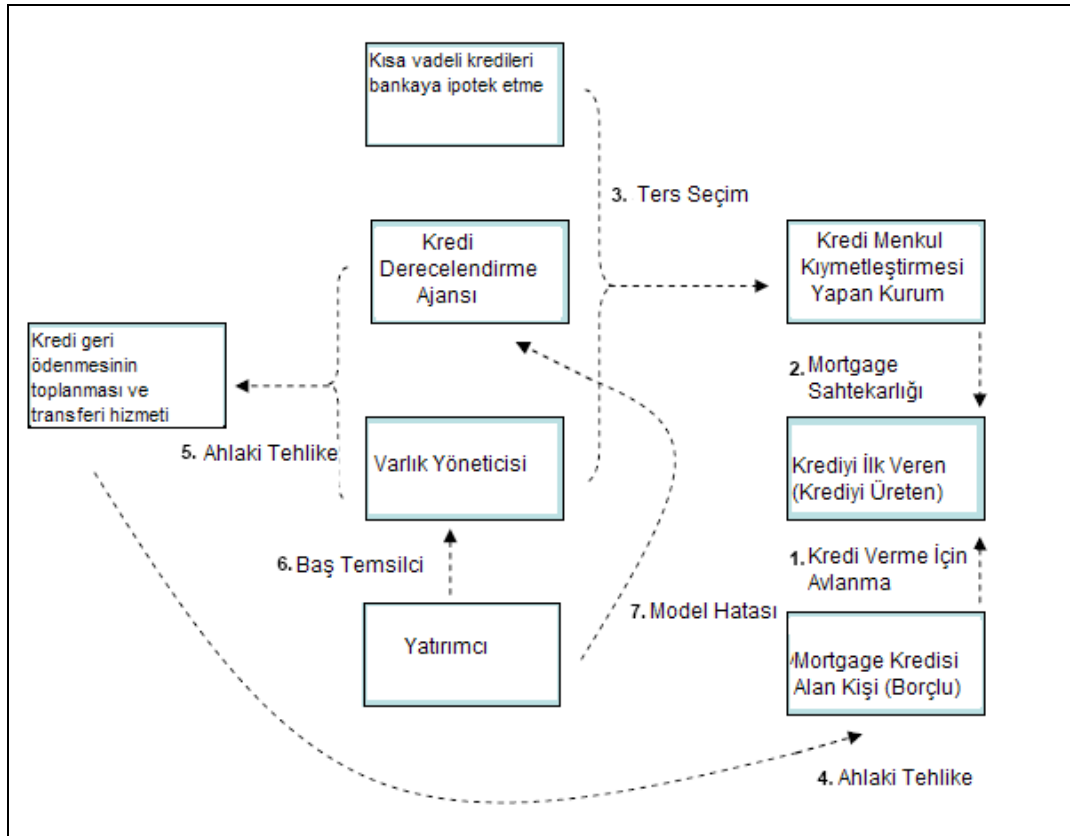 Kısa vadeli kredileri
bankaya ipotek etme
3. Ters Seçim
Kredi
Derecelendirme
Ajansı
Kredi Menkul
Kıymetleştirmesi
Yapan Kurum
Kredi geri
ödenmesinin
toplanması ve
transferi hizmeti
2. Mortgage
Sahtekarlığı
5. Ahlaki Tehlike
Varlık Yöneticisi
Krediyi İlk Veren
(Krediyi Üreten)
6. Baş Temsilci
1. Kredi Verme İçin
Avlanma
7. Model Hatası
Yatırımcı
Mortgage Kredisi
Alan Kişi (Borçlu)
4. Ahlaki Tehlike